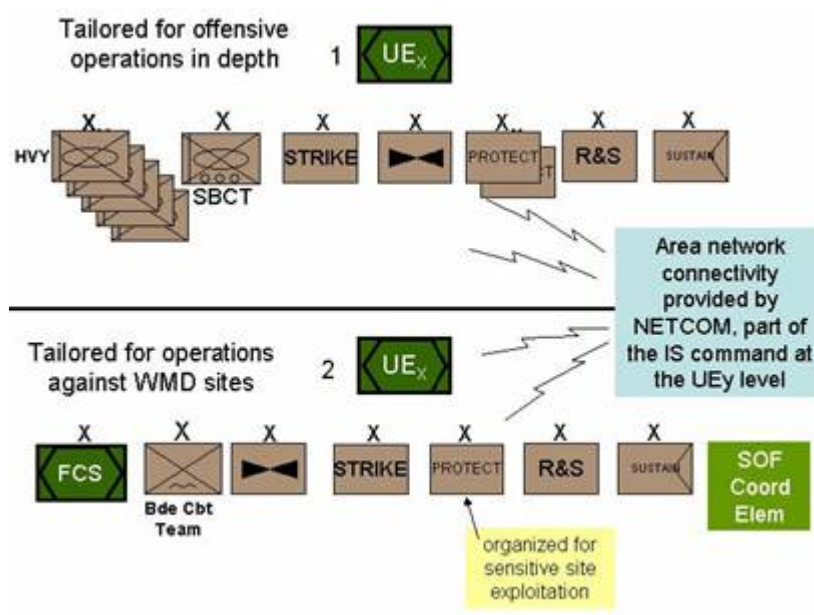 Tailored for offensive
operations in depth
1
UEx
X
X
X
X
X
X
X
HVY
STRIKE
PROTECT
R&S
SUSTAIN
SBCT
CT
Area network
connectivity
provided by
NETCOM, part of
the IS command at
the UEy level
Tailored for operations
against WMD sites
2
UEx
X
X
X
X
X
X
X
FCS
STRIKE
PROTECT
R&S
SUSTAIN
SOF
Coord
Elem
Bde Cbt
Team
organized for
sensitive site
exploitation